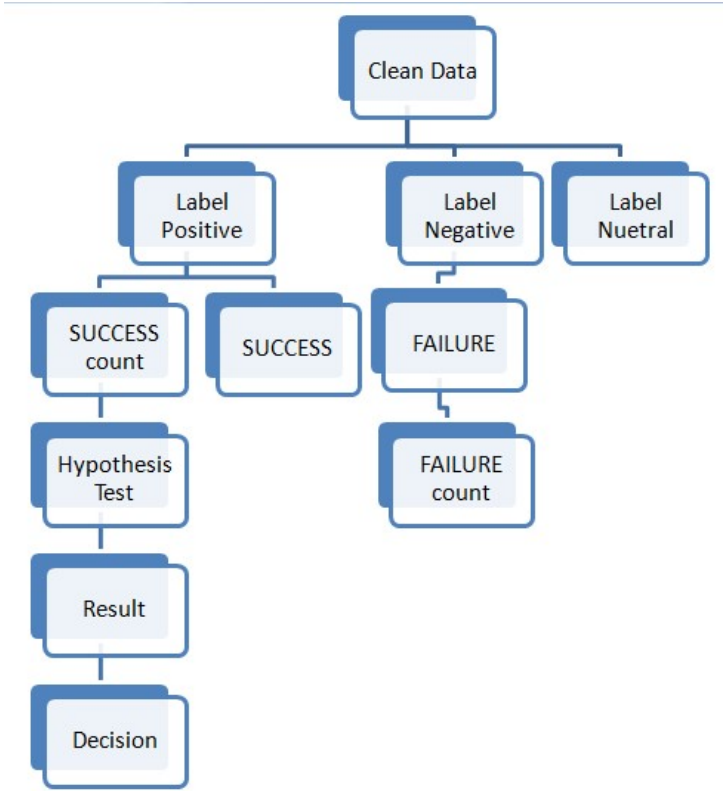 Clean Data
Label
Positive
Label
Negative
Label
Nuetral
SUCCESS
count
SUCCESS
FAILURE
Hypothesis
Test
FAILURE
count
Result
Decision